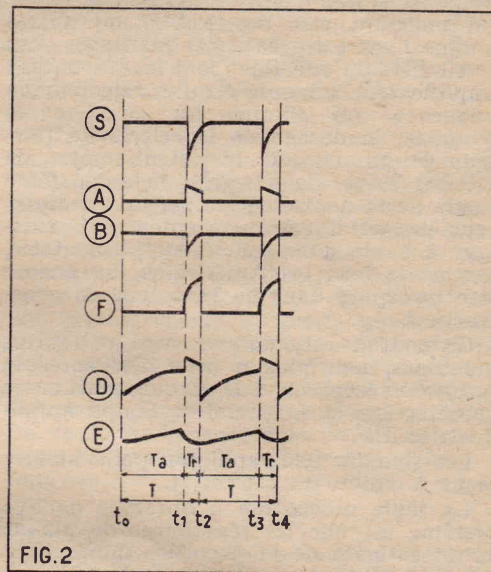 S
A
B
F
D
E
Ta Tr Ta Tr
T T
t₀ t₁ t₂ t₃ t₄
FIG.2